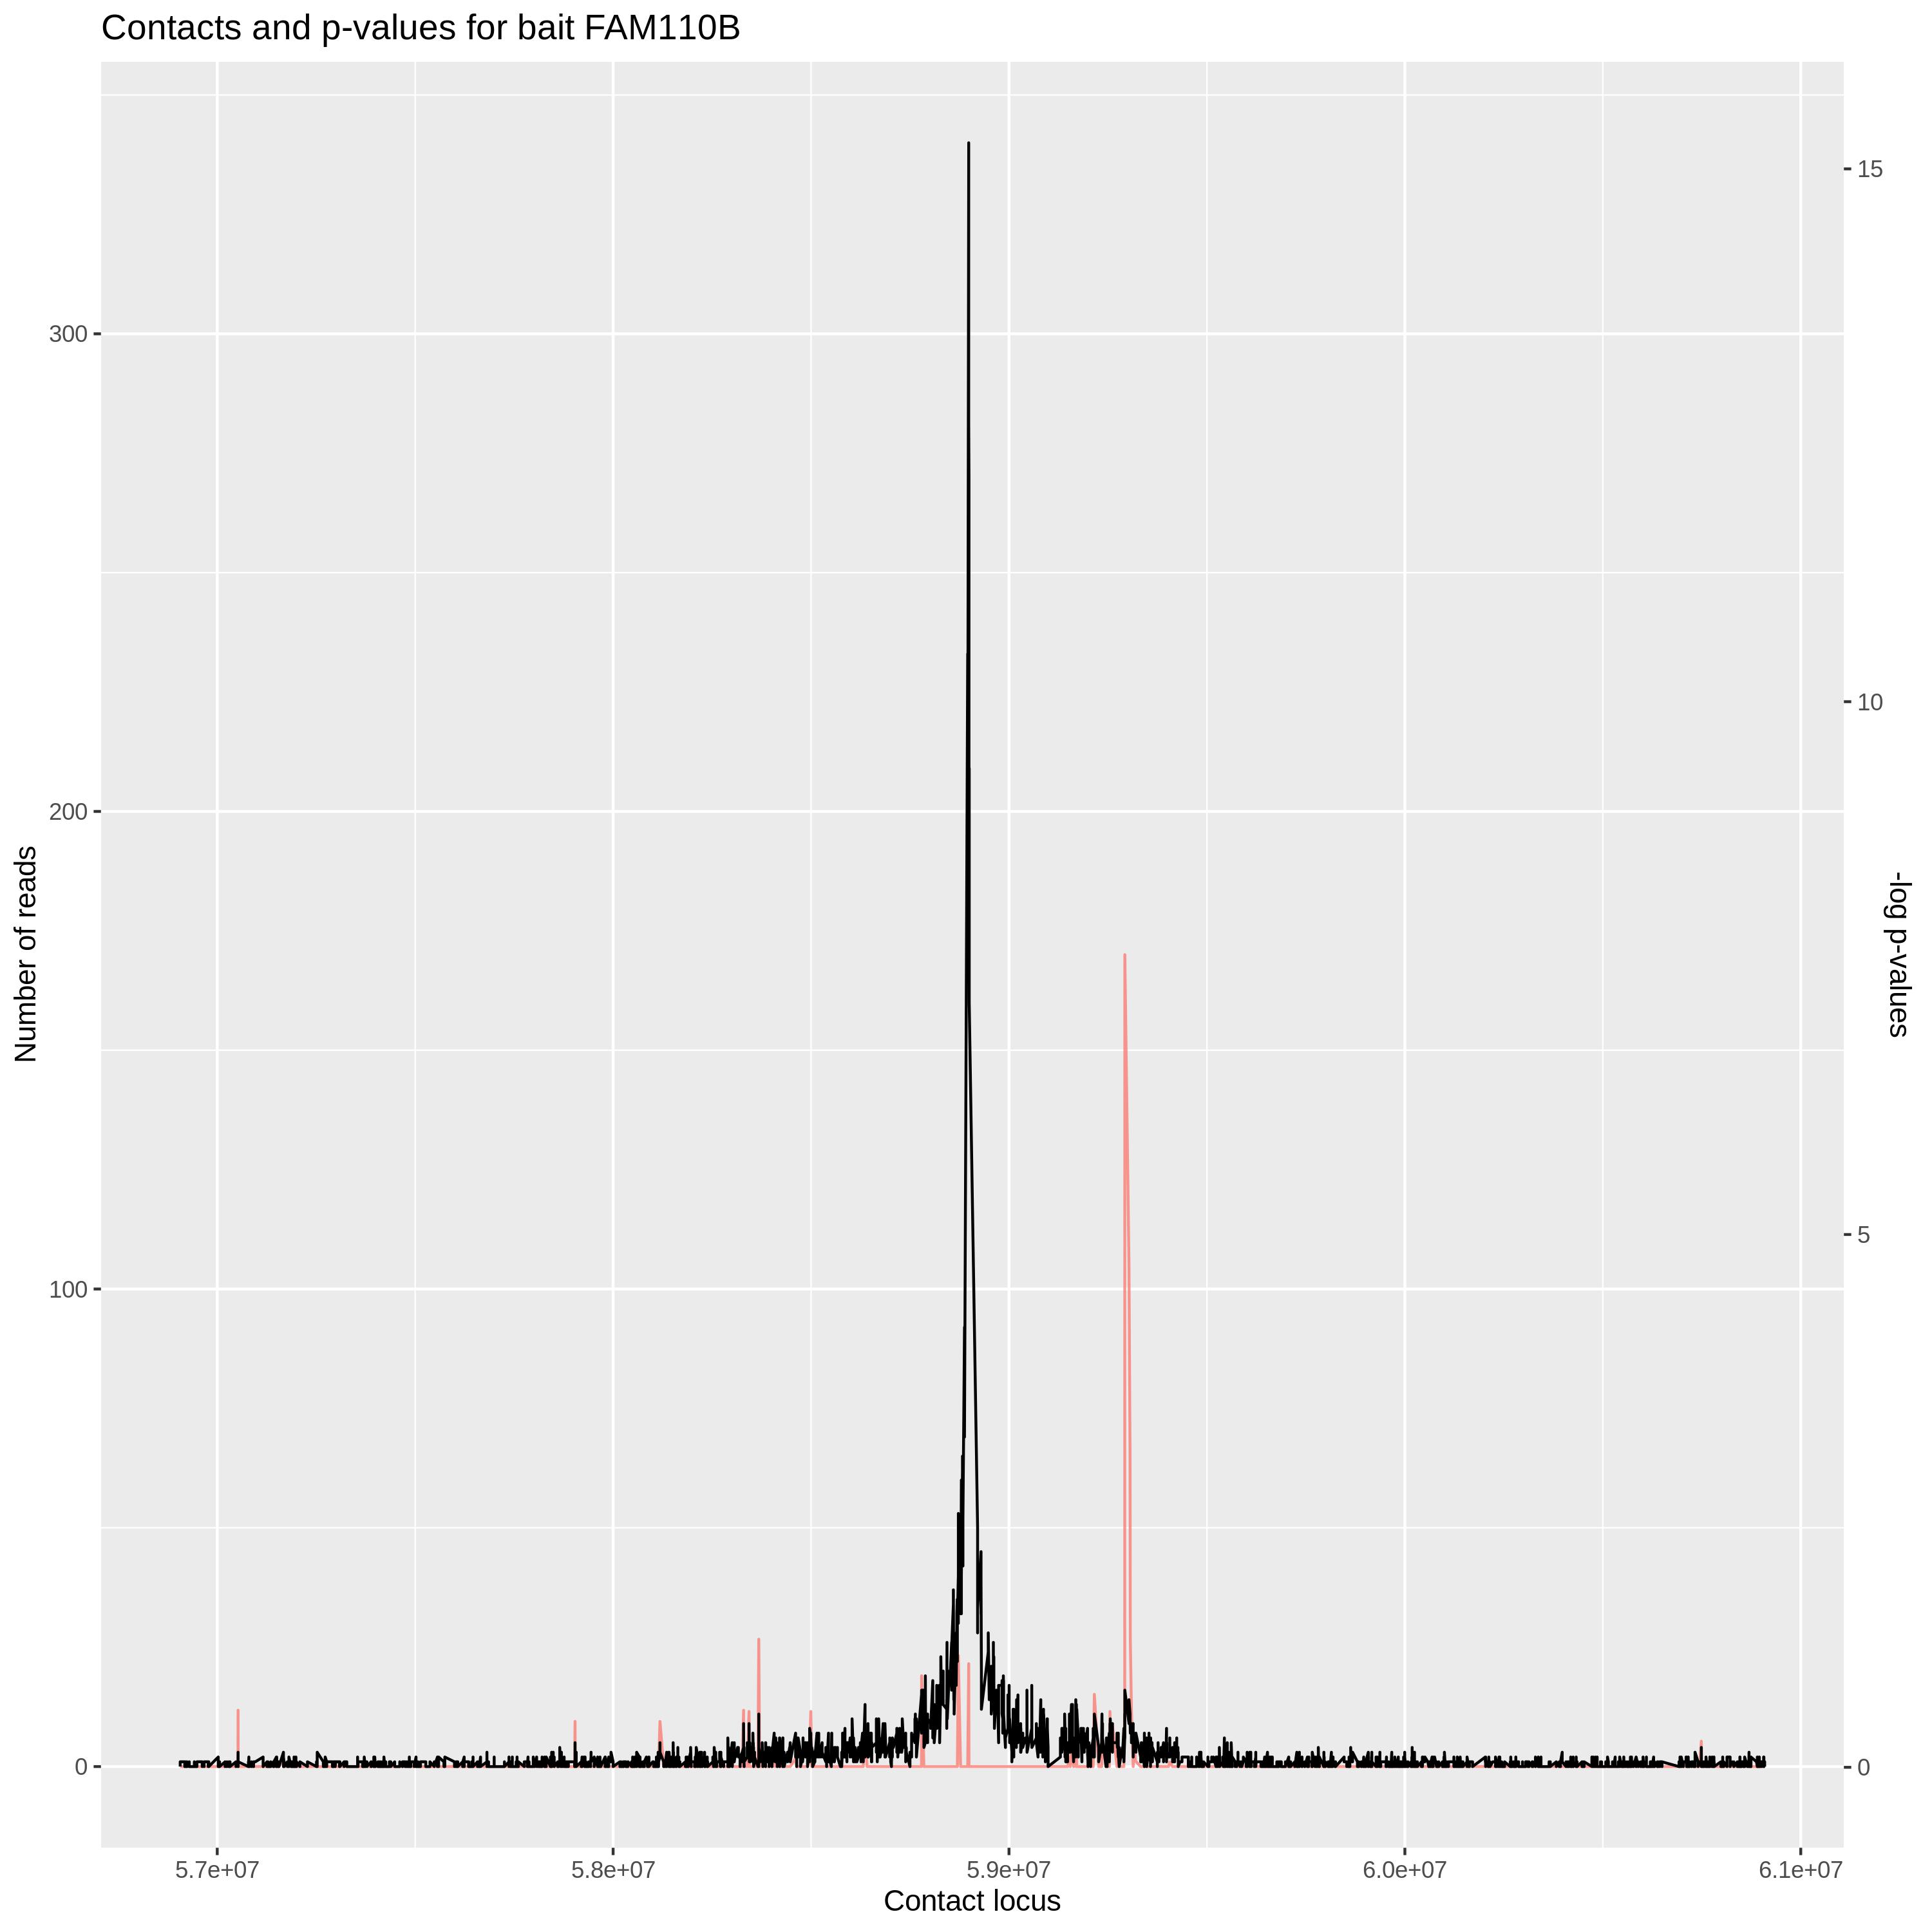 Contacts and p-values for bait FAM110B
300
200
100
0
15
10
5
0
Number of reads
-log p-values
5.7e+07 5.8e+07 5.9e+07 6.0e+07 6.1e+07
Contact locus